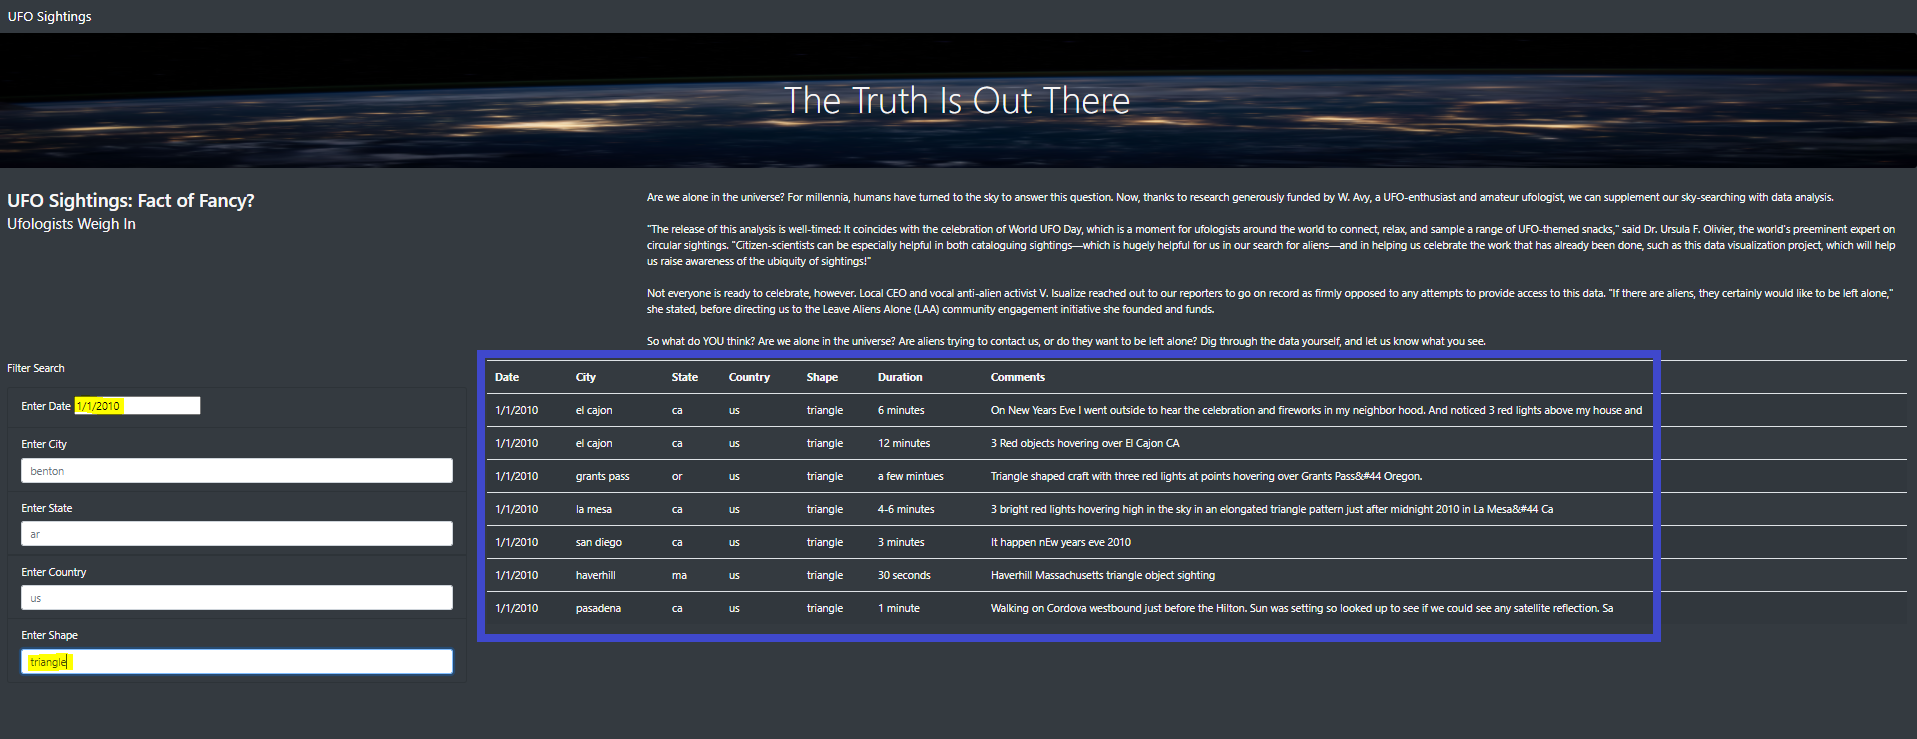 UFO Sightings
The Truth Is Out There
UFO Sightings: Fact of Fancy?
Ufologists Weigh In
Are we alone in the universe? For millennia, humans have turned to the sky to answer this question. Now, thanks to research generously funded by W. Avy, a UFO-enthusiast and amateur ufologist, we can supplement our sky-searching with data analysis.
"The release of this analysis is well-timed: It coincides with the celebration of World UFO Day, which is a moment for ufologists around the world to connect, relax, and sample a range of UFO-themed snacks," said Dr. Ursula F. Olivier, the world's preeminent expert on
circular sightings. "Citizen-scientists can be especially helpful in both cataloguing sightings—which is hugely helpful for us in our search for aliens—and in helping us celebrate the work that has already been done, such as this data visualization project, which will help
us raise awareness of the ubiquity of sightings!"
Not everyone is ready to celebrate, however. Local CEO and vocal anti-alien activist V. Isualize reached out to our reporters to go on record as firmly opposed to any attempts to provide access to this data. "If there are aliens, they certainly would like to be left alone,"
she stated, before directing us to the Leave Aliens Alone (LAA) community engagement initiative she founded and funds.
So what do YOU think? Are we alone in the universe? Are aliens trying to contact us, or do they want to be left alone? Dig through the data yourself, and let us know what you see.
Filter Search
Enter Date 1/1/2010
Enter City
benton
Enter State
ar
Enter Country
us
Enter Shape
triangle
Date City State Country Shape Duration Comments
1/1/2010 el cajon ca us triangle 6 minutes On New Years Eve I went outside to hear the celebration and fireworks in my neighbor hood. And noticed 3 red lights above my house and
1/1/2010 el cajon ca us triangle 12 minutes 3 Red objects hovering over El Cajon CA
1/1/2010 grants pass or us triangle a few mintues Triangle shaped craft with three red lights at points hovering over Grants Pass&#44 Oregon.
1/1/2010 la mesa ca us triangle 4-6 minutes 3 bright red lights hovering high in the sky in an elongated triangle pattern just after midnight 2010 in La Mesa&#44 Ca
1/1/2010 san diego ca us triangle 3 minutes It happen nEw years eve 2010
1/1/2010 haverhill ma us triangle 30 seconds Haverhill Massachusetts triangle object sighting
1/1/2010 pasadena ca us triangle 1 minute Walking on Cordova westbound just before the Hilton. Sun was setting so looked up to see if we could see any satellite reflection. Sa